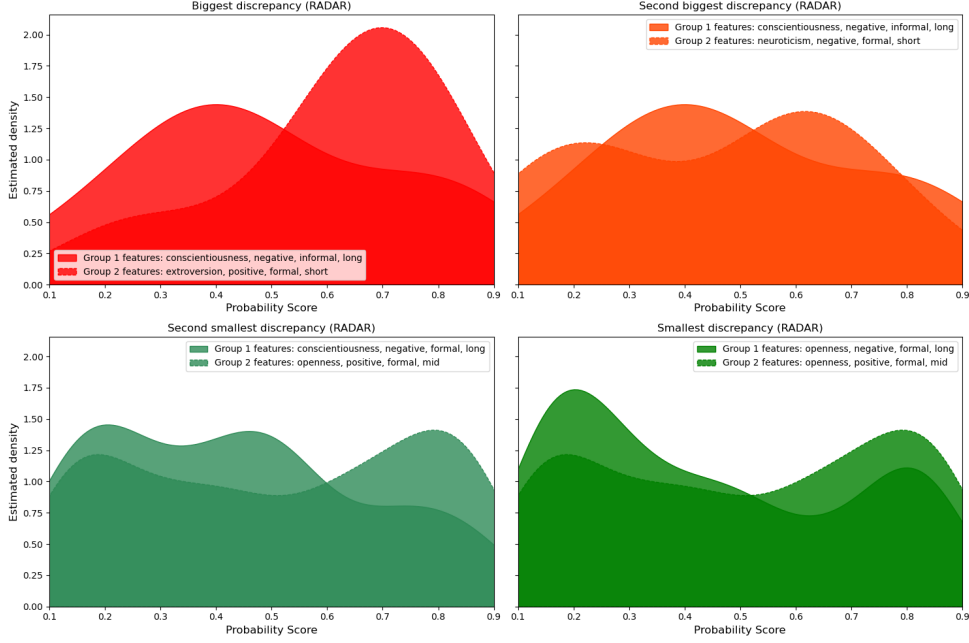 Biggest discrepancy (RADAR)
Second biggest discrepancy (RADAR)
2.00
1.75
1.50
1.25
1.00
0.75
0.50
0.25
0.00
Estimated density
Group 1 features: conscientiousness, negative, informal, long
Group 2 features: extroversion, positive, formal, short
0.1 0.2 0.3 0.4 0.5 0.6 0.7 0.8 0.9
Probability Score
Group 1 features: conscientiousness, negative, informal, long
Group 2 features: neuroticism, negative, formal, short
0.1 0.2 0.3 0.4 0.5 0.6 0.7 0.8 0.9
Probability Score
Second smallest discrepancy (RADAR)
Smallest discrepancy (RADAR)
2.00
1.75
1.50
1.25
1.00
0.75
0.50
0.25
0.00
Estimated density
Group 1 features: conscientiousness, negative, formal, long
Group 2 features: openness, positive, formal, mid
0.1 0.2 0.3 0.4 0.5 0.6 0.7 0.8 0.9
Probability Score
Group 1 features: openness, negative, formal, long
Group 2 features: openness, positive, formal, mid
0.1 0.2 0.3 0.4 0.5 0.6 0.7 0.8 0.9
Probability Score